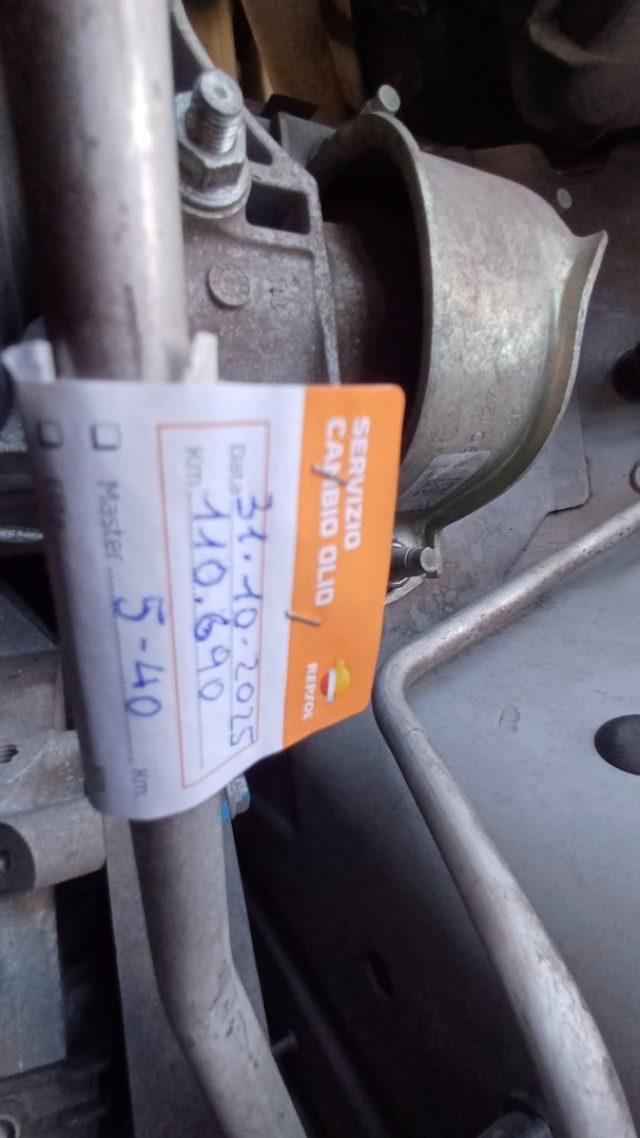 SERVIZIO
CAMBIO OLIO
REPSOL
Data 31.10.2025
Km. 110.690
Master 5-40 Km.